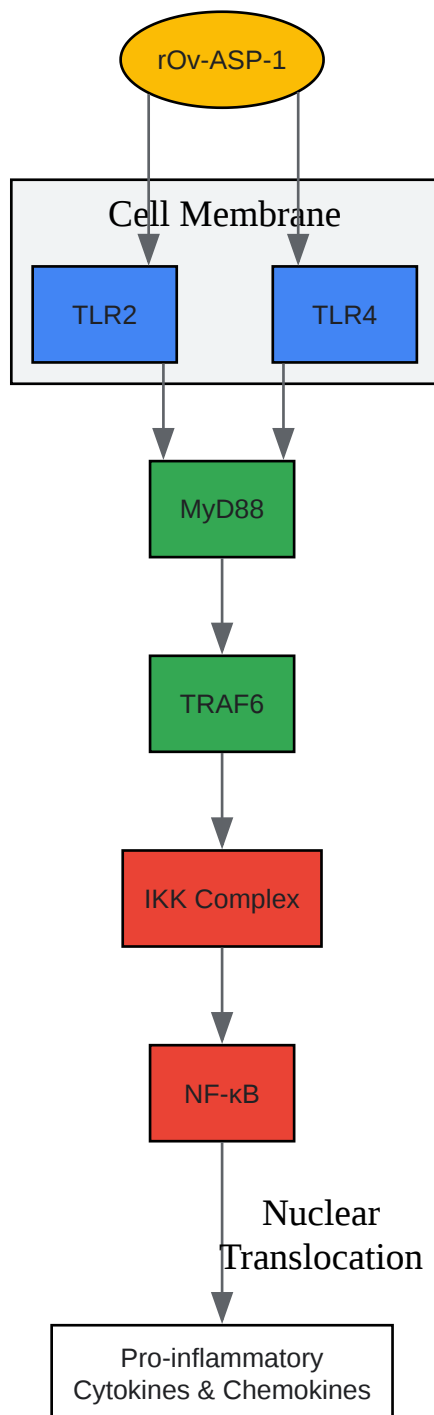 rOv-ASP-1
Cell Membrane
TLR2
TLR4
MyD88
TRAF6
IKK Complex
NF-κB
Nuclear
Translocation
Pro-inflammatory
Cytokines & Chemokines